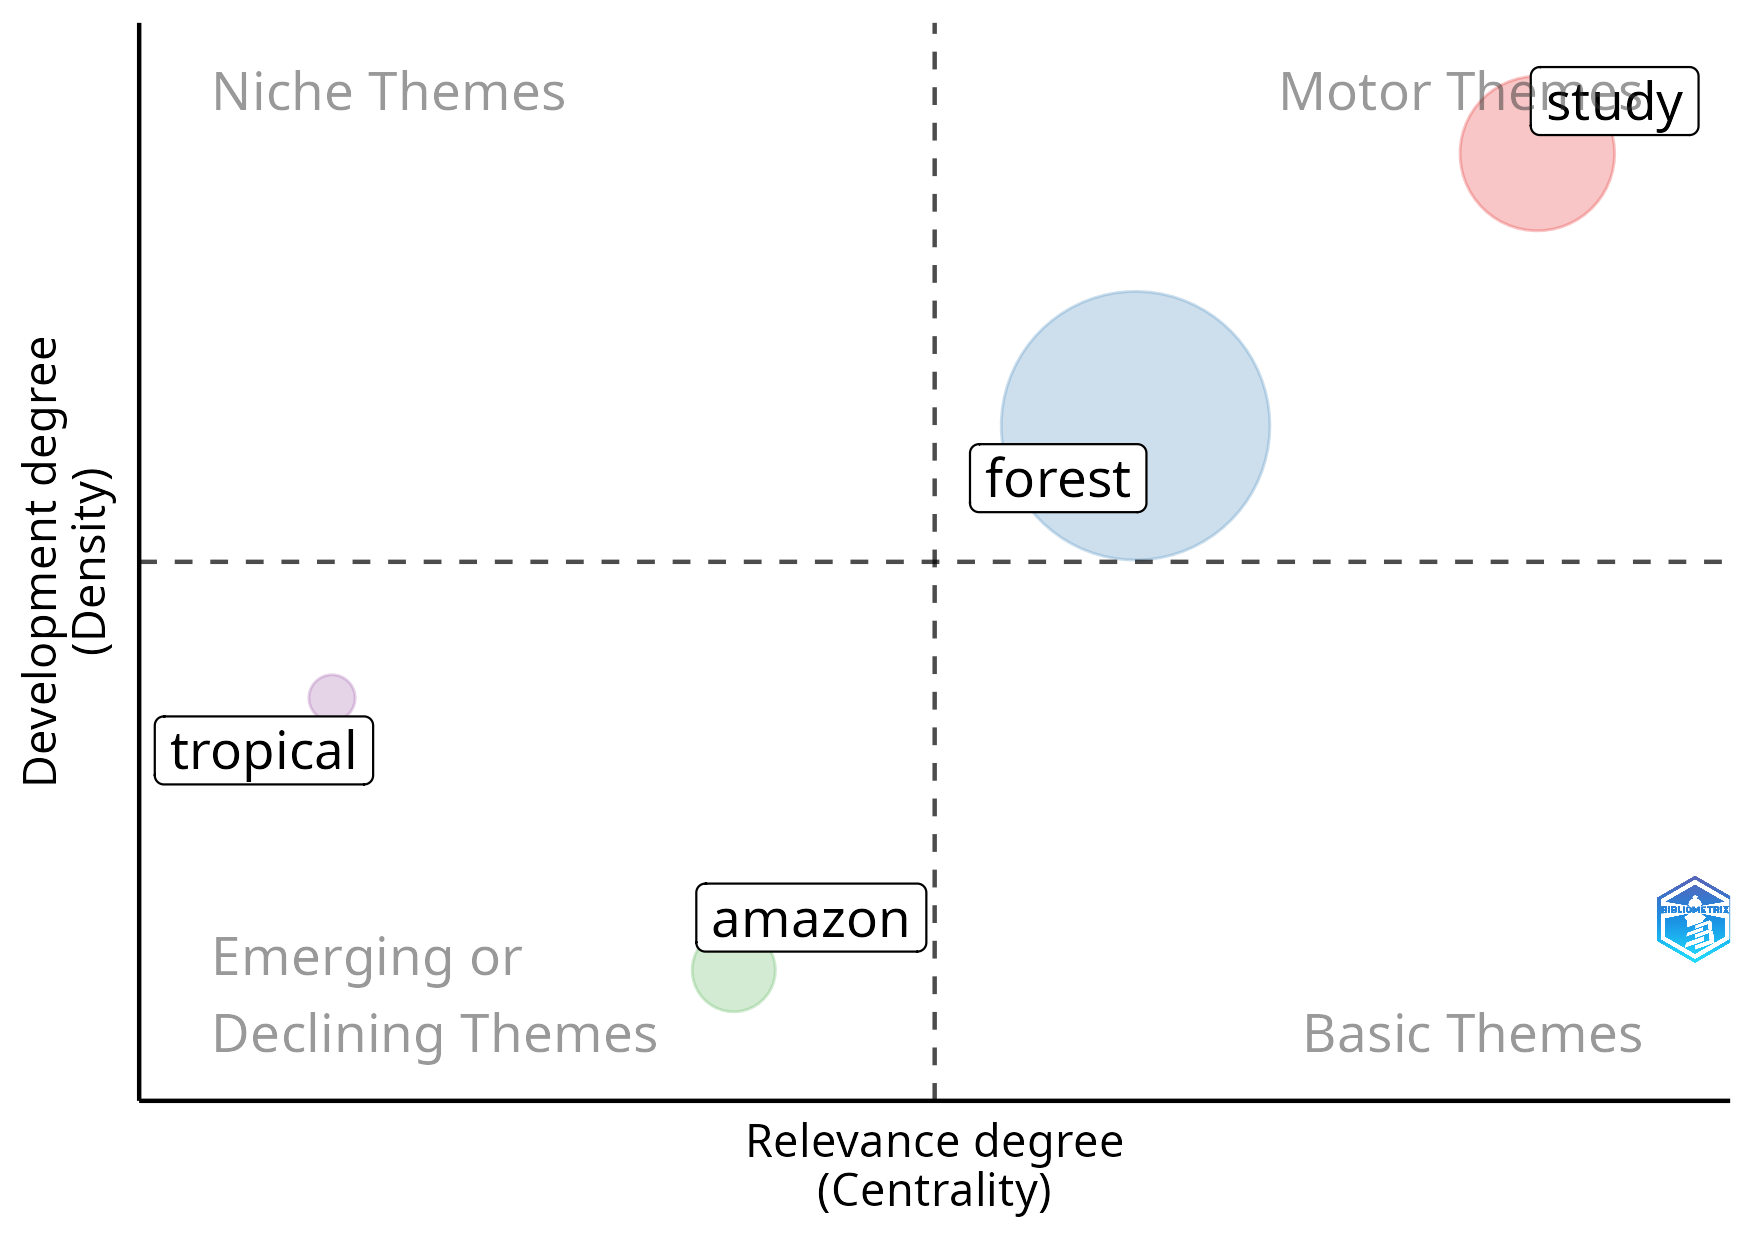 Niche Themes
Motor Themes
study
forest
tropical
amazon
Emerging or
Declining Themes
Basic Themes
BIBLIOMETRIX
Development degree
(Density)
Relevance degree
(Centrality)